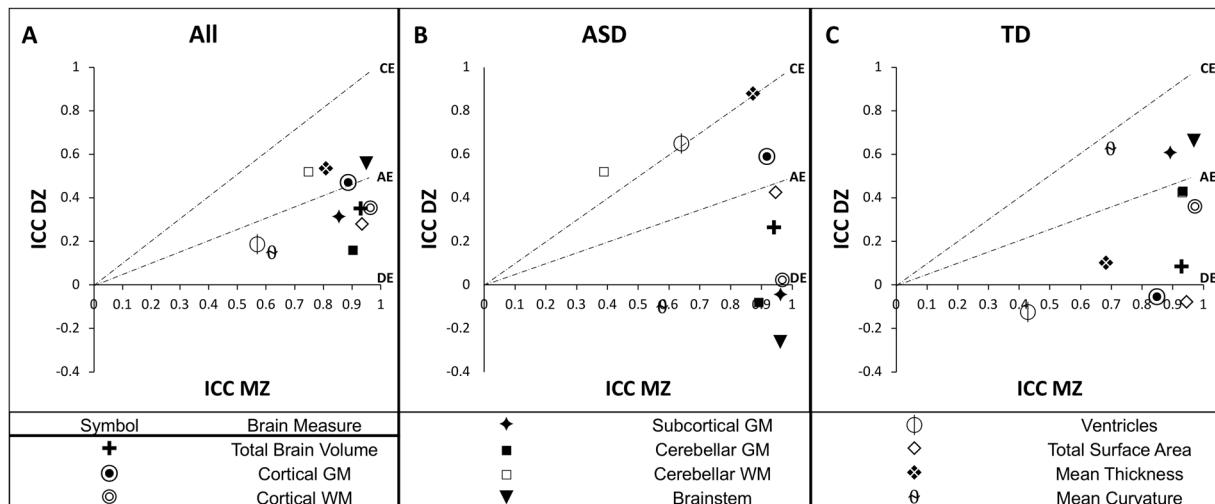 A All
B ASD
C TD
1
0.8
0.6
0.4
0.2
0
-0.2
-0.4
0 0.1 0.2 0.3 0.4 0.5 0.6 0.7 0.8 0.9 1
CE
AE
DE
ICC DZ
ICC MZ
1
0.8
0.6
0.4
0.2
0
-0.2
-0.4
0 0.1 0.2 0.3 0.4 0.5 0.6 0.7 0.8 0.9 1
CE
AE
DE
ICC DZ
ICC MZ
1
0.8
0.6
0.4
0.2
0
-0.2
-0.4
0 0.1 0.2 0.3 0.4 0.5 0.6 0.7 0.8 0.9 1
CE
AE
DE
ICC DZ
ICC MZ
Symbol Brain Measure
Total Brain Volume
Cortical GM
Cortical WM
Subcortical GM
Cerebellar GM
Cerebellar WM
Brainstem
Ventricles
Total Surface Area
Mean Thickness
Mean Curvature